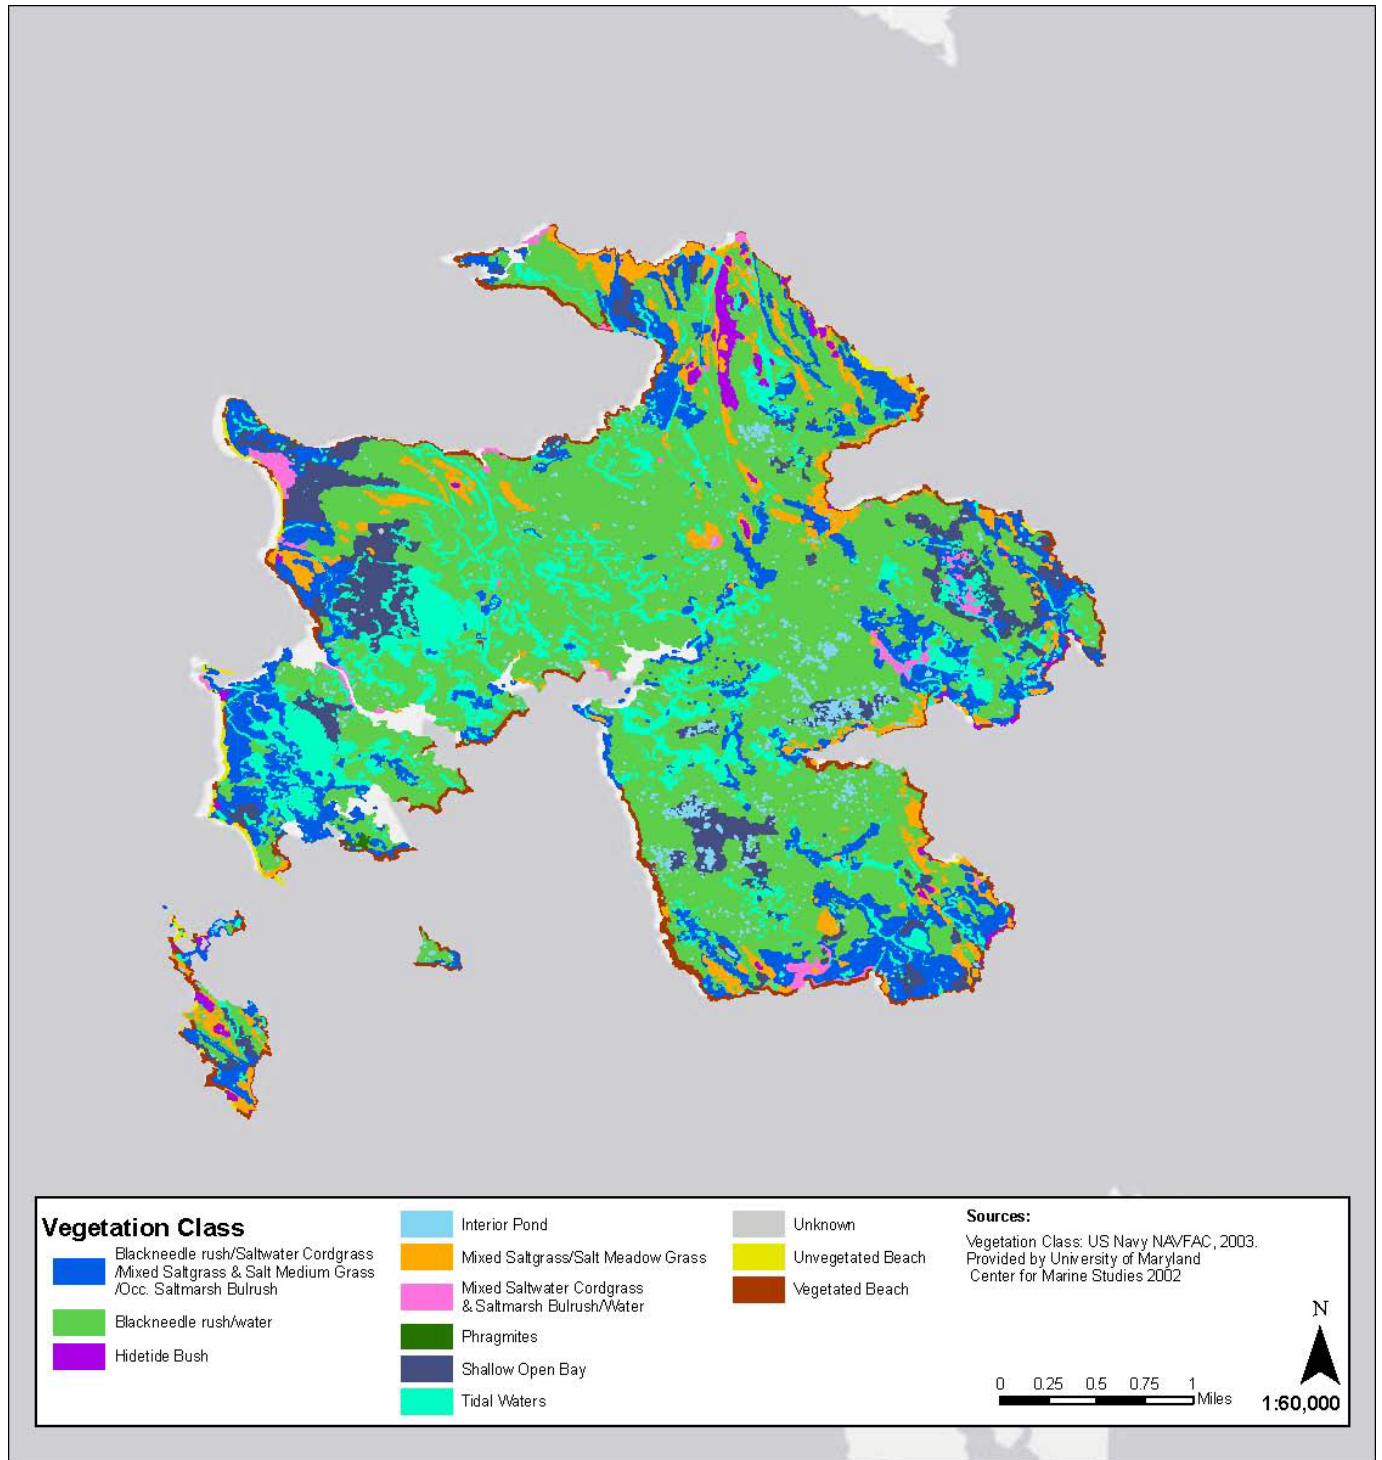 Vegetation Class
Blackneedle rush/Saltwater Cordgrass
/Mixed Saltgrass & Salt Medium Grass
/Occ. Saltmarsh Bulrush
Blackneedle rush/water
Hidetide Bush
Interior Pond
Mixed Saltgrass/Salt Meadow Grass
Mixed Saltwater Cordgrass
& Saltmarsh Bulrush/Water
Phragmites
Shallow Open Bay
Tidal Waters
Unknown
Unvegetated Beach
Vegetated Beach
Sources:
Vegetation Class: US Navy NAVFAC, 2003.
Provided by University of Maryland
Center for Marine Studies 2002
N
0 0.25 0.5 0.75 1
Miles
1:60,000